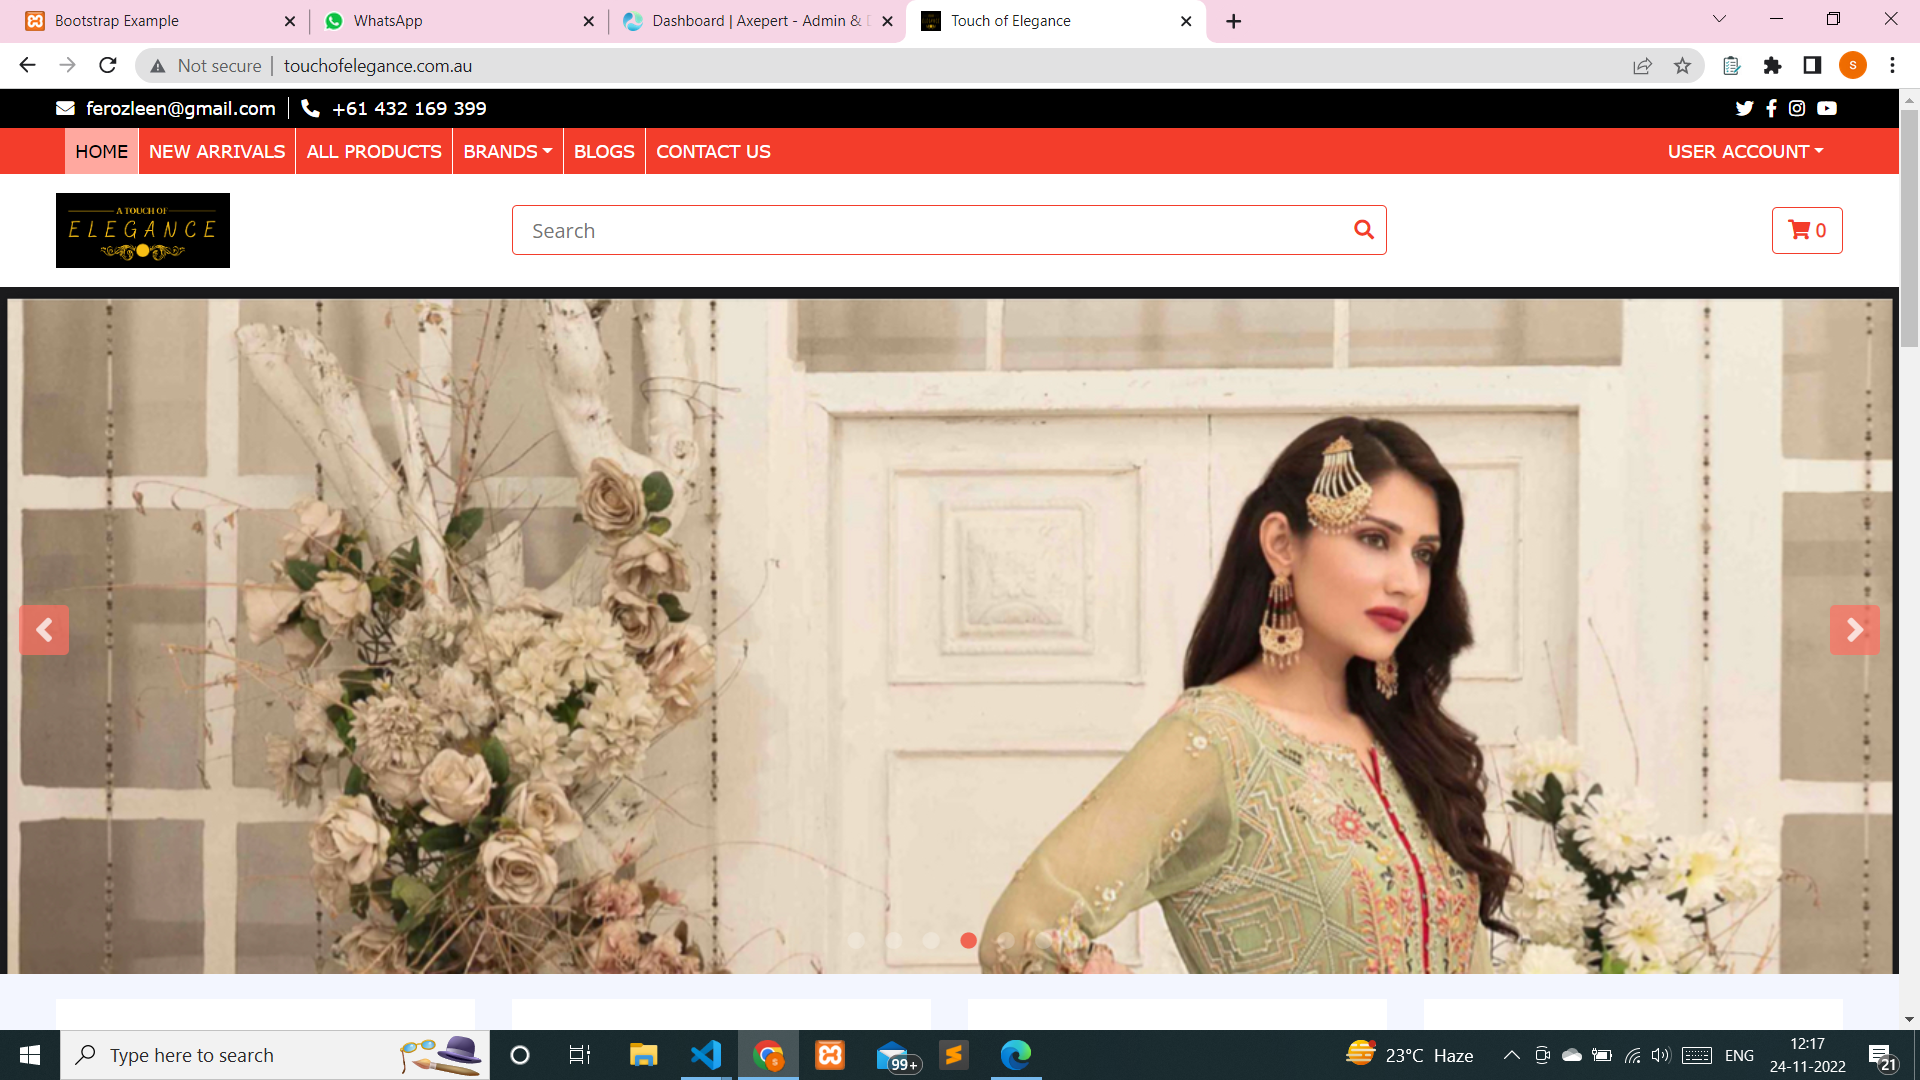 Bootstrap Example
WhatsApp
Dashboard | Axepert - Admin & D
Touch of Elegance
Not secure | touchofelegance.com.au
S
ferozleen@gmail.com | +61 432 169 399
HOME NEW ARRIVALS ALL PRODUCTS BRANDS BLOGS CONTACT US USER ACCOUNT
A TOUCH OF
ELEGANCE
Search
0
Type here to search
99+
23°C Haze
ENG
12:17
24-11-2022
21